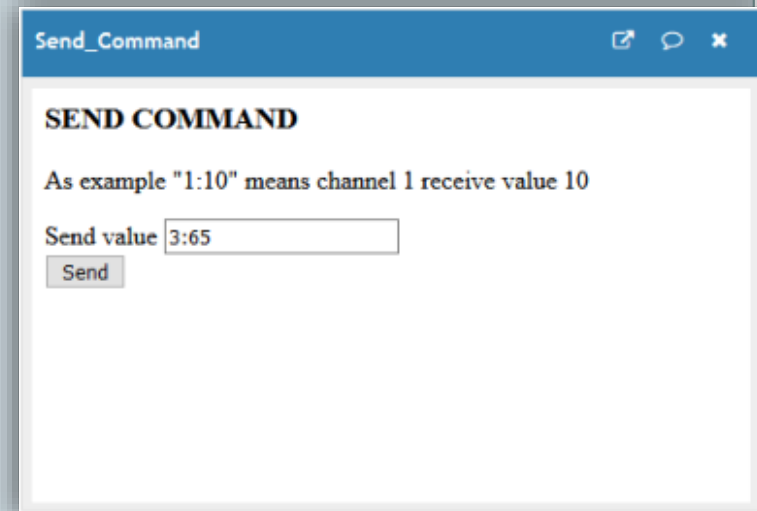 Send_Command
SEND COMMAND
As example "1:10" means channel 1 receive value 10
Send value 3:65
Send